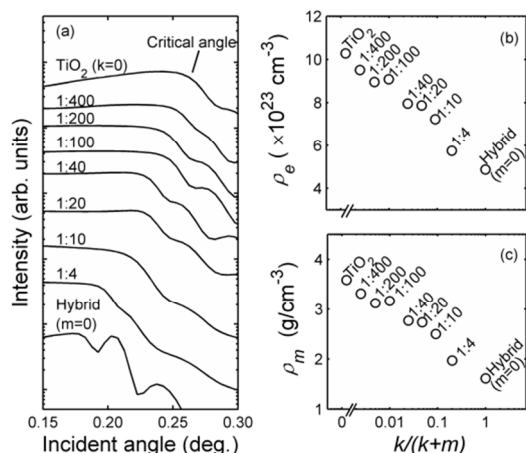 (a)
Critical angle
TiO2 (k=0)
1:400
1:200
1:100
1:40
1:20
1:10
1:4
Hybrid
(m=0)
Intensity (arb. units)
0.15 0.20 0.25 0.30
Incident angle (deg.)
(b)
12
10
8
6
4
ρe ( ×10^23 cm^-3)
TiO2
1:400
1:200
1:100
1:40
1:20
1:10
1:4
Hybrid
(m=0)
(c)
4
3
2
1
ρm (g/cm^-3)
TiO2
1:400
1:200
1:100
1:40
1:20
1:10
1:4
Hybrid
(m=0)
0 0.01 0.1 1
k/(k+m)